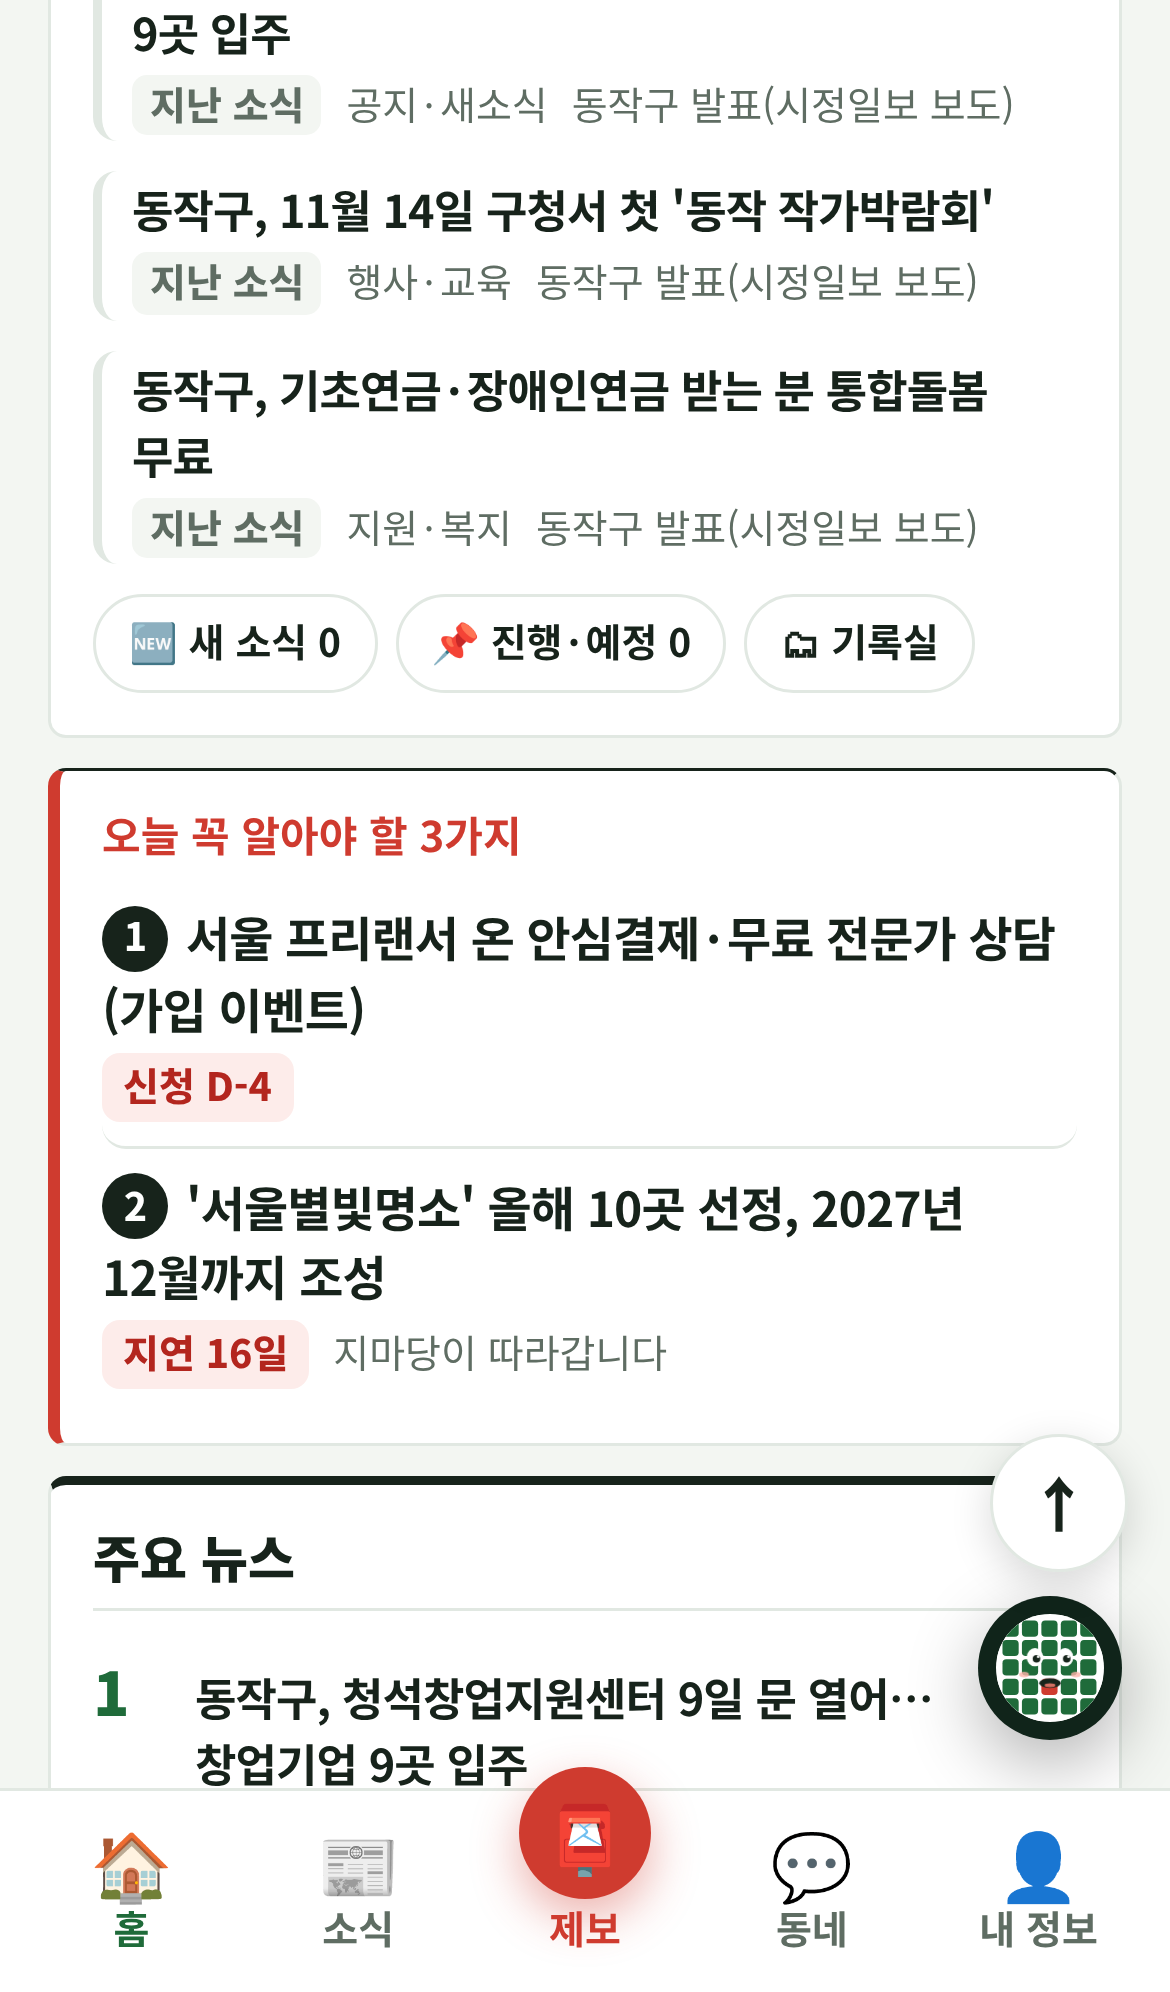 9곳 입주
지난 소식 공지·새소식 동작구 발표(시정일보 보도)
동작구, 11월 14일 구청서 첫 '동작 작가박람회'
지난 소식 행사·교육 동작구 발표(시정일보 보도)
동작구, 기초연금·장애인연금 받는 분 통합돌봄
무료
지난 소식 지원·복지 동작구 발표(시정일보 보도)
🆕 새 소식 0 📌 진행·예정 0 🗂 기록실
오늘 꼭 알아야 할 3가지
1 서울 프리랜서 온 안심결제·무료 전문가 상담
(가입 이벤트)
신청 D-4
2 '서울별빛명소' 올해 10곳 선정, 2027년
12월까지 조성
지연 16일 지마당이 따라갑니다
↑
주요 뉴스
1 동작구, 청석창업지원센터 9일 문 열어…
창업기업 9곳 입주
홈 소식 제보 동네 내 정보